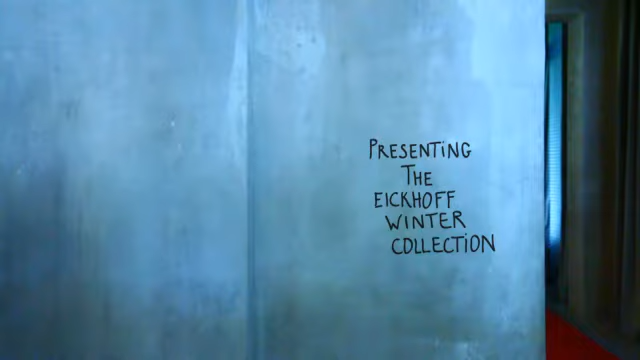 PRESENTiNG
THE
EICKHOFF
WINTER
COLLECTiON